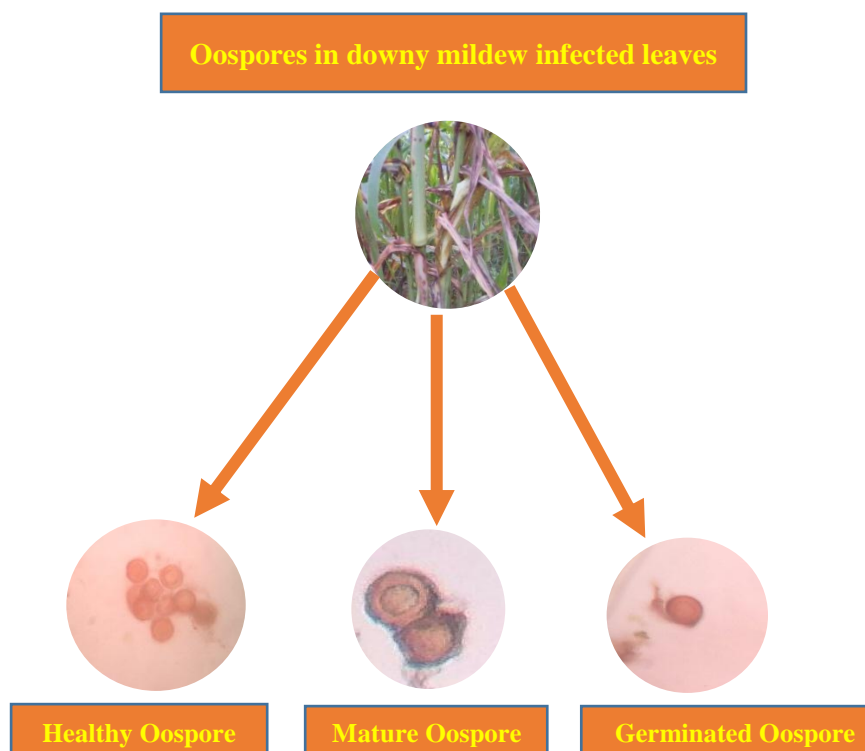 Oospores in downy mildew infected leaves
Healthy Oospore
Mature Oospore
Germinated Oospore